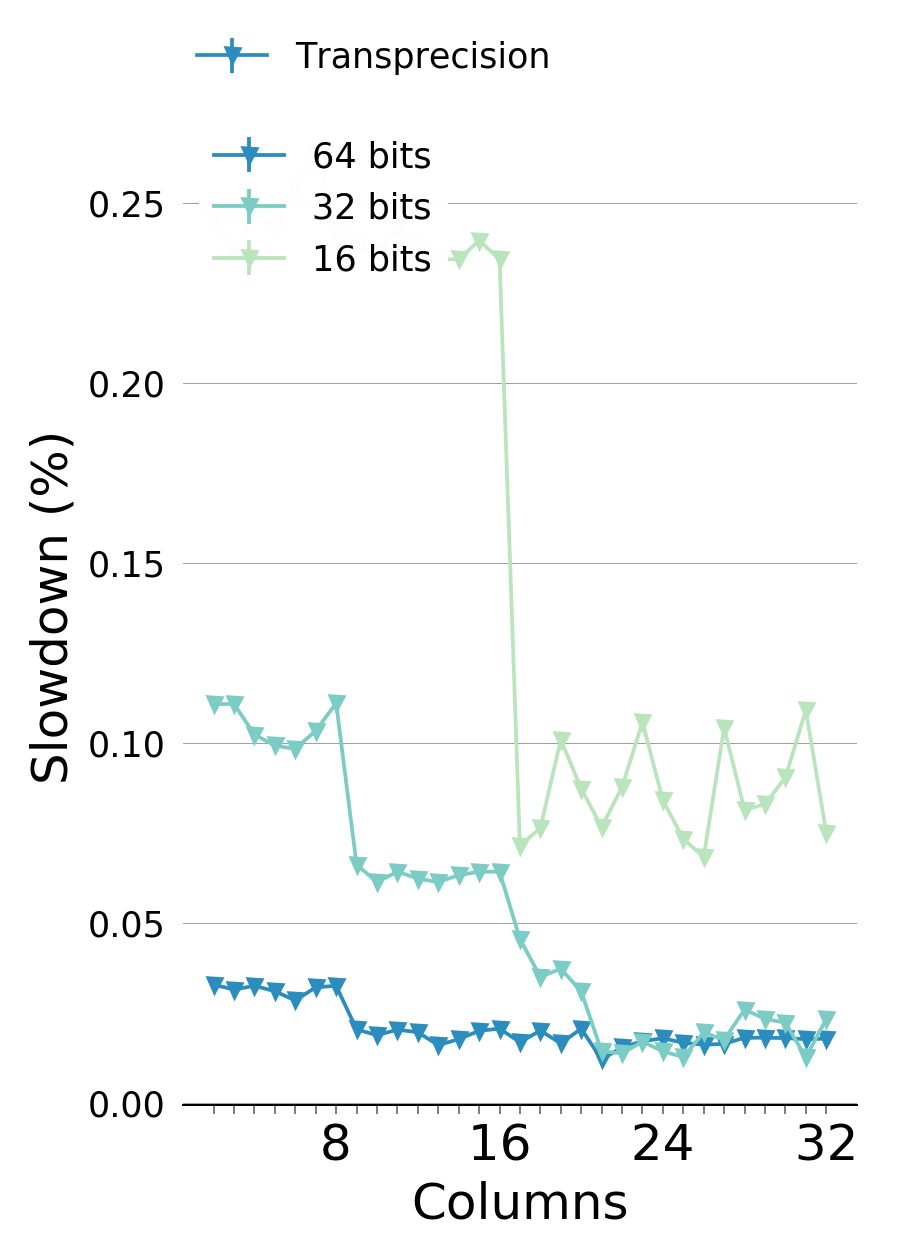 Transprecision
64 bits
32 bits
16 bits
0.25
0.20
0.15
0.10
0.05
0.00
Slowdown (%)
8 16 24 32
Columns